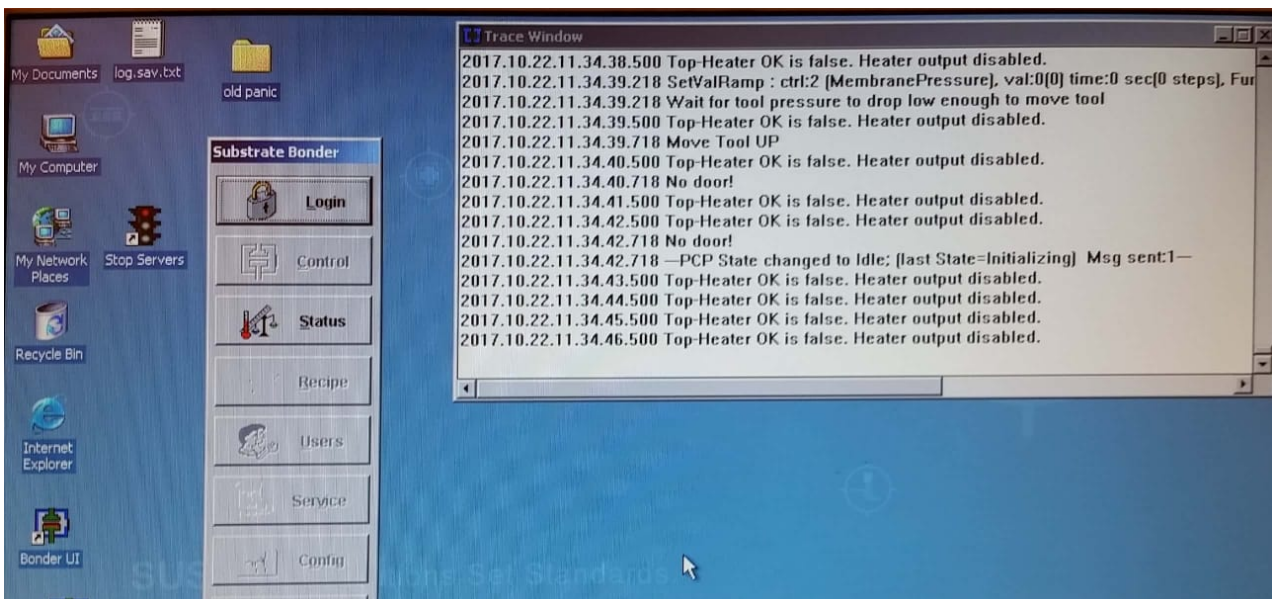 My Documents
log.sav.txt
old panic
My Computer
My Network
Places
Stop Servers
Recycle Bin
Internet
Explorer
Bonder UI
Substrate Bonder
Login
Control
Status
Recipe
Users
Service
Config
Trace Window
2017.10.22.11.34.38.500 Top-Heater OK is false. Heater output disabled.
2017.10.22.11.34.39.218 SetValRamp : ctrl:2 (MembranePressure), val:0(0) time:0 sec(0 steps), Fur
2017.10.22.11.34.39.218 Wait for tool pressure to drop low enough to move tool
2017.10.22.11.34.39.500 Top-Heater OK is false. Heater output disabled.
2017.10.22.11.34.39.718 Move Tool UP
2017.10.22.11.34.40.500 Top-Heater OK is false. Heater output disabled.
2017.10.22.11.34.40.718 No door!
2017.10.22.11.34.41.500 Top-Heater OK is false. Heater output disabled.
2017.10.22.11.34.42.500 Top-Heater OK is false. Heater output disabled.
2017.10.22.11.34.42.718 No door!
2017.10.22.11.34.42.718 —PCP State changed to Idle; (last State=Initializing)  Msg sent:1—
2017.10.22.11.34.43.500 Top-Heater OK is false. Heater output disabled.
2017.10.22.11.34.44.500 Top-Heater OK is false. Heater output disabled.
2017.10.22.11.34.45.500 Top-Heater OK is false. Heater output disabled.
2017.10.22.11.34.46.500 Top-Heater OK is false. Heater output disabled.
SUS
Set Standards